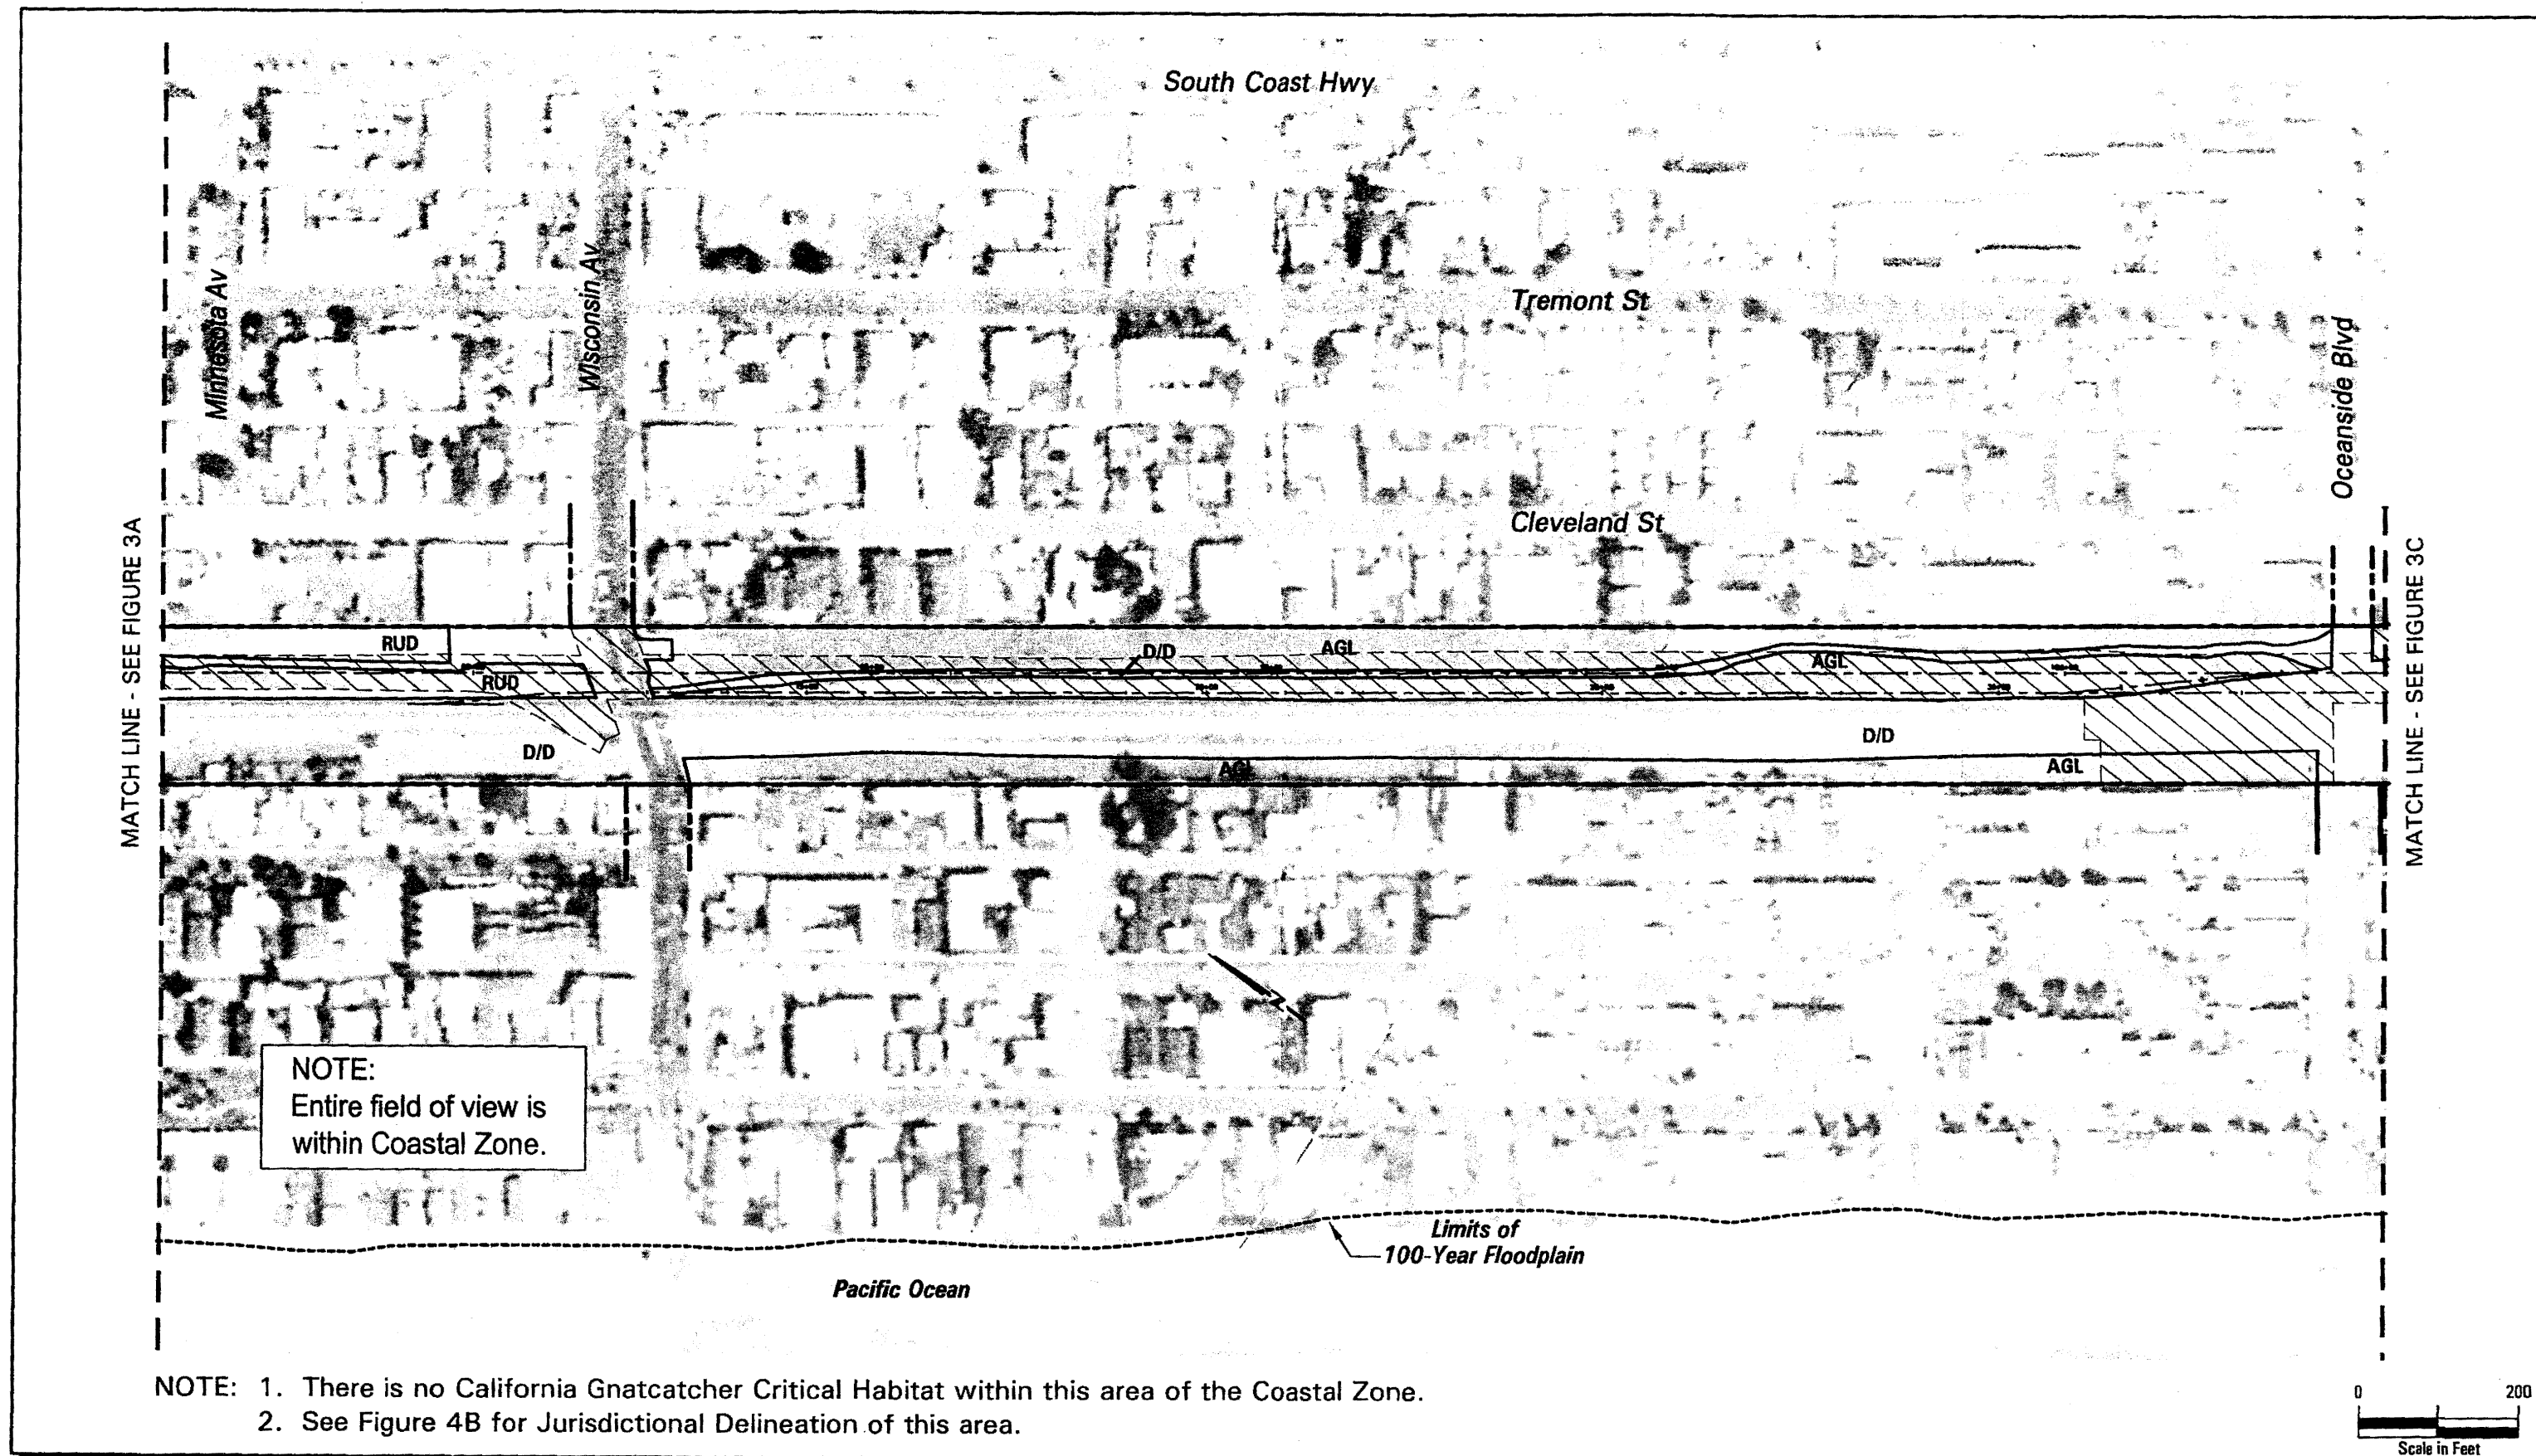 South Coast Hwy
Minnesota Av
Wisconsin Av
Tremont St
Oceanside Blvd
Cleveland St
MATCH LINE - SEE FIGURE 3A
MATCH LINE - SEE FIGURE 3C
RUD
D/D
AGL
AGL
RUD
D/D
D/D
AGL
AGL
NOTE:
Entire field of view is
within Coastal Zone.
Limits of
100-Year Floodplain
Pacific Ocean
NOTE: 1. There is no California Gnatcatcher Critical Habitat within this area of the Coastal Zone.
2. See Figure 4B for Jurisdictional Delineation of this area.
0 200
Scale in Feet